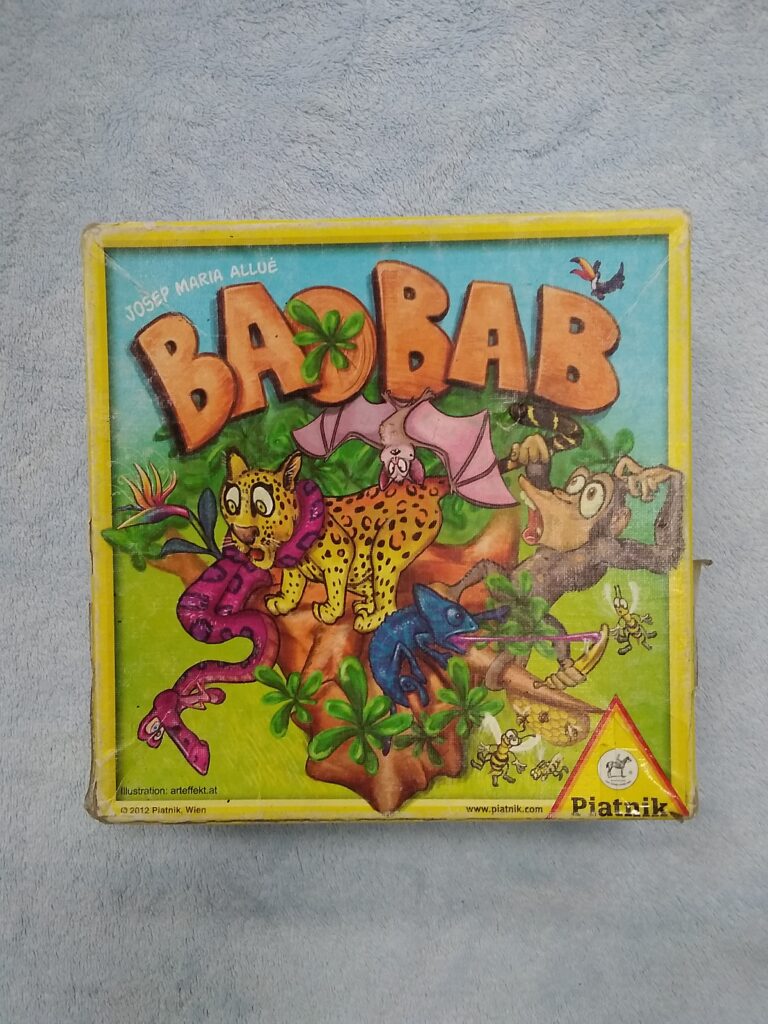 JOSEP MARIA ALLUÉ
BAOBAB
Illustration: arteffekt.at
© 2012 Piatnik, Wien
www.piatnik.com
Piatnik